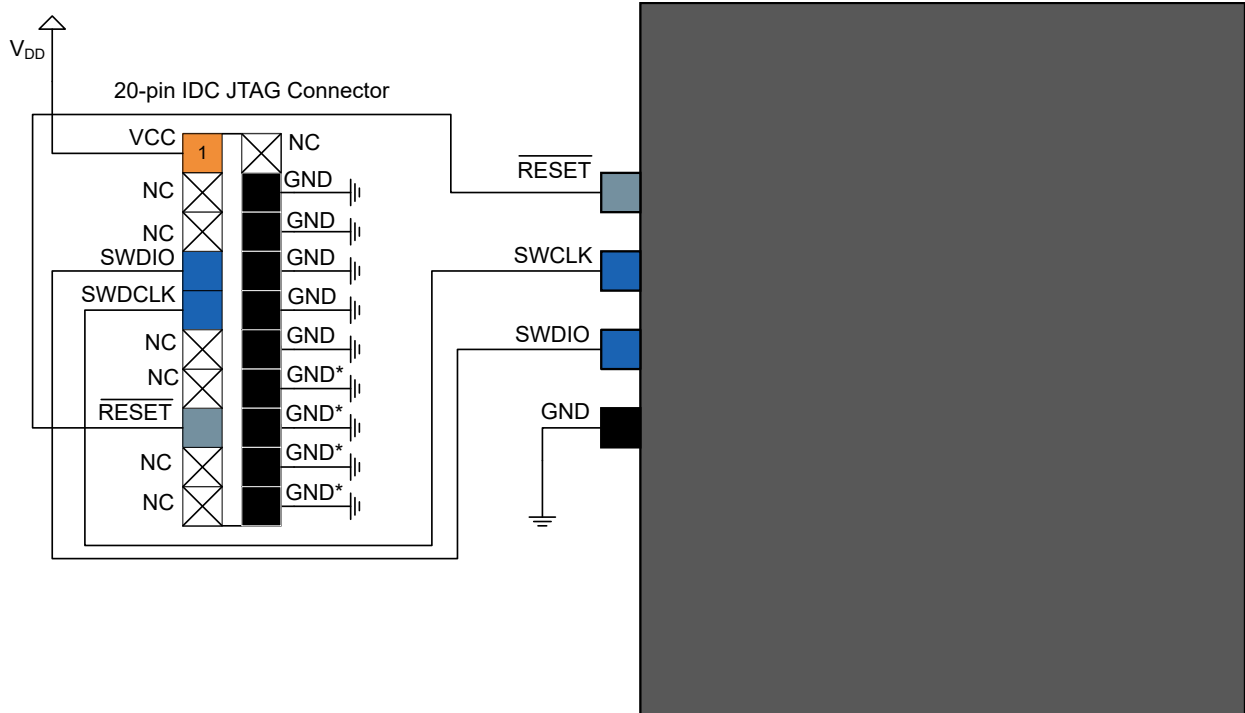 VDD
20-pin IDC JTAG Connector
VCC
1
NC
NC
GND
NC
GND
SWDIO
GND
SWDCLK
GND
NC
GND
NC
GND*
RESET
GND*
NC
GND*
NC
GND*
RESET
SWCLK
SWDIO
GND